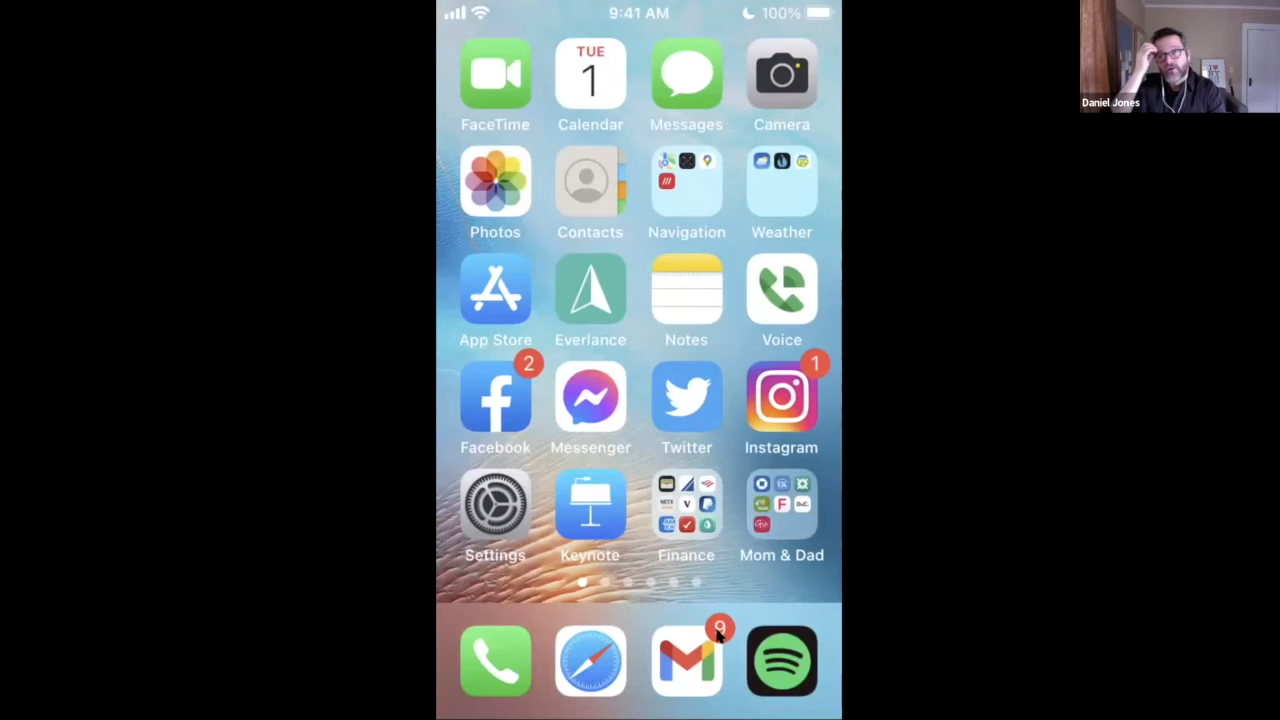 9:41 AM
100%
TUE
1
FaceTime
Calendar
Messages
Camera
Photos
Contacts
Navigation
Weather
App Store
Everlance
Notes
Voice
2
1
Facebook
Messenger
Twitter
Instagram
Settings
Keynote
Finance
Mom & Dad
9
Daniel Jones